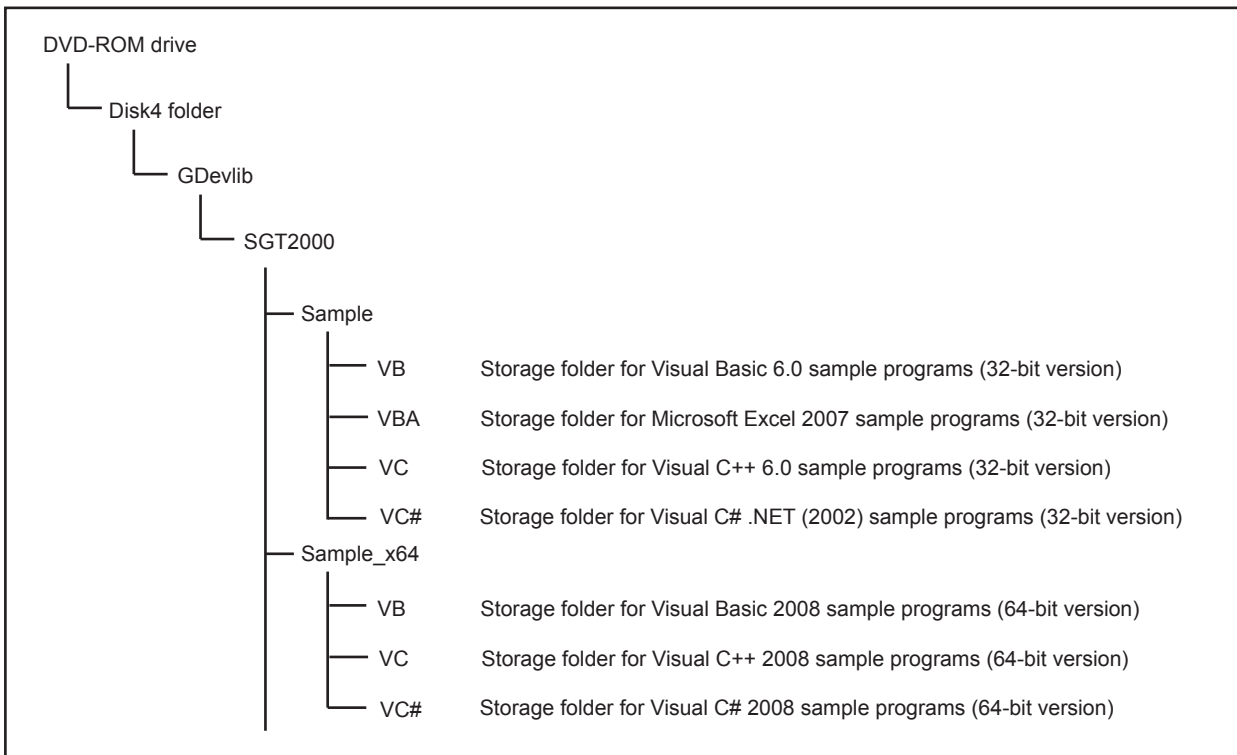 DVD-ROM drive
Disk4 folder
GDevlib
SGT2000
Sample
VB Storage folder for Visual Basic 6.0 sample programs (32-bit version)
VBA Storage folder for Microsoft Excel 2007 sample programs (32-bit version)
VC Storage folder for Visual C++ 6.0 sample programs (32-bit version)
VC# Storage folder for Visual C# .NET (2002) sample programs (32-bit version)
Sample_x64
VB Storage folder for Visual Basic 2008 sample programs (64-bit version)
VC Storage folder for Visual C++ 2008 sample programs (64-bit version)
VC# Storage folder for Visual C# 2008 sample programs (64-bit version)